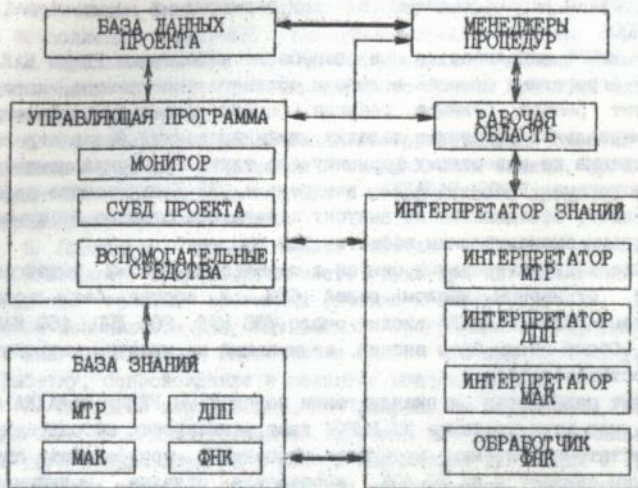 БАЗА ДАННЫХ
ПРОЕКТА
МЕНЕДЖЕРЫ
ПРОЦЕДУР
УПРАВЛЯЮЩАЯ ПРОГРАММА
МОНИТОР
СУБД ПРОЕКТА
ВСПОМОГАТЕЛЬНЫЕ
СРЕДСТВА
РАБОЧАЯ
ОБЛАСТЬ
ИНТЕРПРЕТАТОР ЗНАНИЙ
ИНТЕРПРЕТАТОР
МТР
ИНТЕРПРЕТАТОР
ДПП
ИНТЕРПРЕТАТОР
МАК
ОБРАБОТЧИК
ФНК
БАЗА ЗНАНИЙ
МТР
ДПП
МАК
ФНК